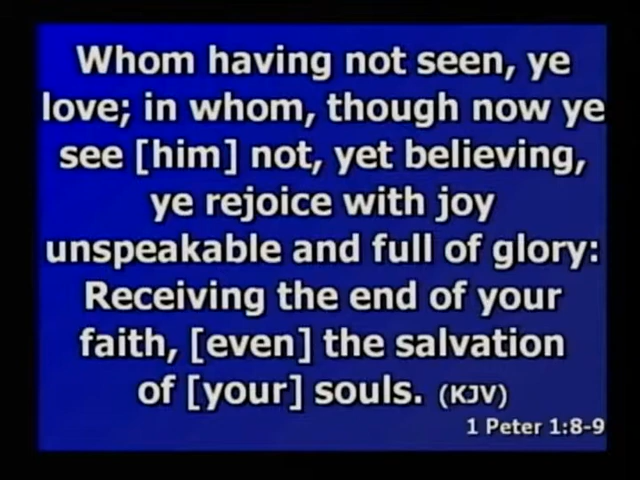 Whom having not seen, ye
love; in whom, though now ye
see [him] not, yet believing,
ye rejoice with joy
unspeakable and full of glory:
Receiving the end of your
faith, [even] the salvation
of [your] souls. (KJV)
1 Peter 1:8-9